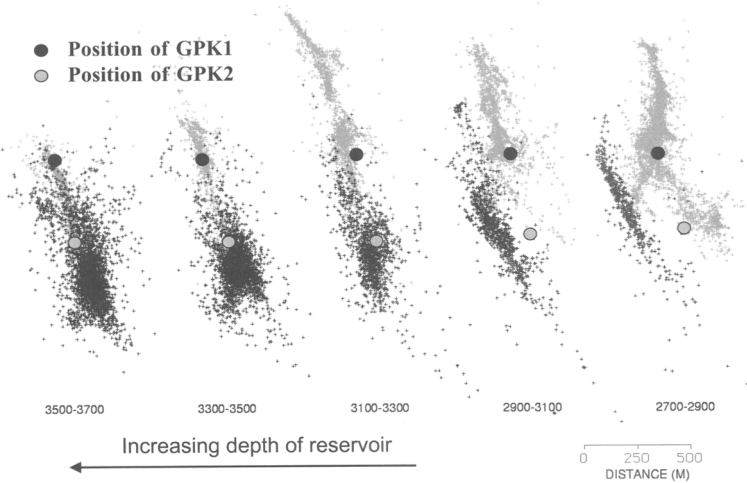 Position of GPK1
Position of GPK2
3500-3700
3300-3500
3100-3300
2900-3100
2700-2900
Increasing depth of reservoir
0 250 500
DISTANCE (M)